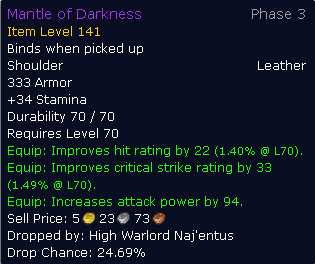 Mantle of Darkness Phase 3
Item Level 141
Binds when picked up
Shoulder Leather
333 Armor
+34 Stamina
Durability 70 / 70
Requires Level 70
Equip: Improves hit rating by 22 (1.40% @ L70).
Equip: Improves critical strike rating by 33
(1.49% @ L70).
Equip: Increases attack power by 94.
Sell Price: 5 23 73
Dropped by: High Warlord Naj'entus
Drop Chance: 24.69%